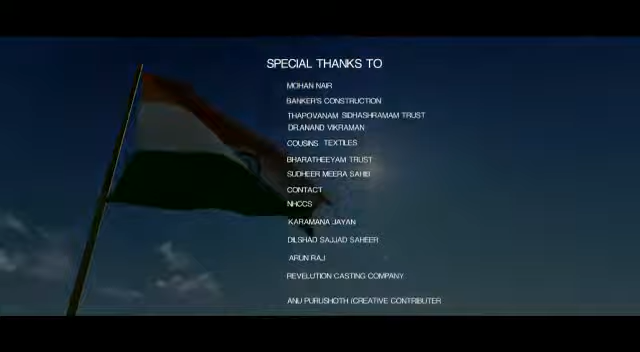 SPECIAL THANKS TO
MOHAN NAIR
BANKER'S CONSTRUCTION
THAPOVANAM SIDHASHRAMAM TRUST
DR.ANAND VIKRAMAN
COUSINS TEXTILES
BHARATHEEYAM TRUST
SUDHEER MEERA SAHIB
CONTACT
NHCCS
KARAMANA JAYAN
DILSHAD SAJJAD SAHEER
ARUN RAJ
REVELUTION CASTING COMPANY
ANU PURUSHOTH (CREATIVE CONTRIBUTER